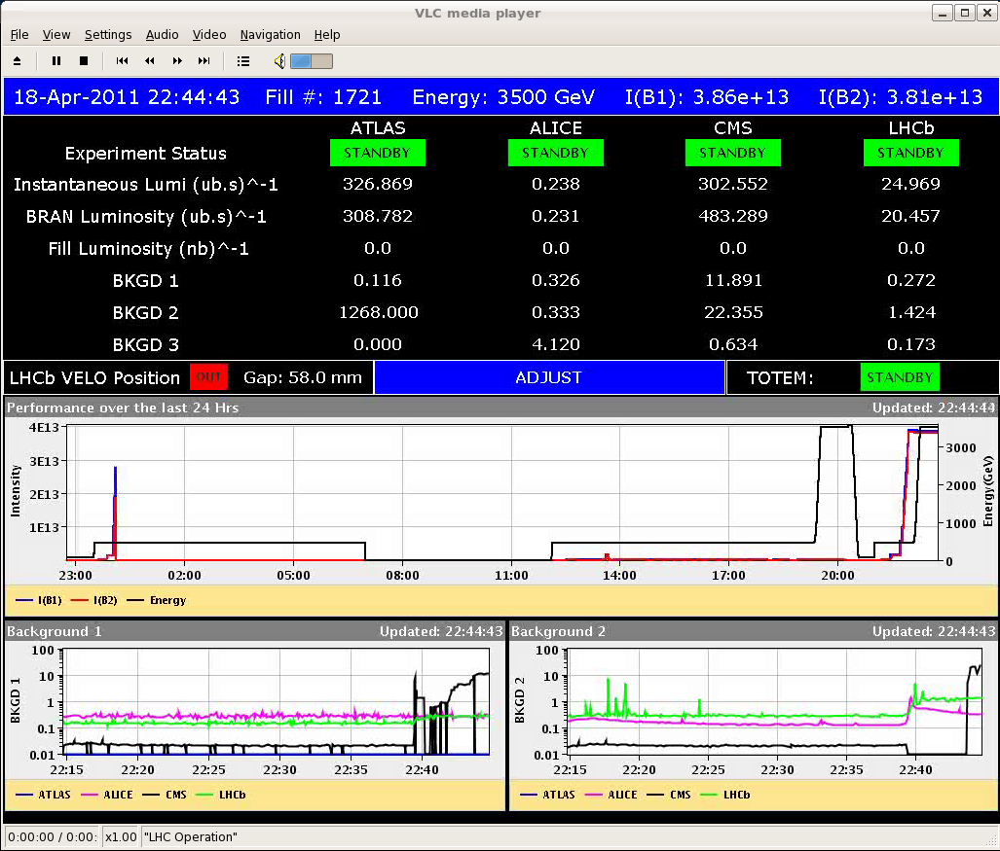 VLC media player
File View Settings Audio Video Navigation Help
18-Apr-2011 22:44:43 Fill #: 1721 Energy: 3500 GeV I(B1): 3.86e+13 I(B2): 3.81e+13
ATLAS ALICE CMS LHCb
Experiment Status STANDBY STANDBY STANDBY STANDBY
Instantaneous Lumi (ub.s)^-1 326.869 0.238 302.552 24.969
BRAN Luminosity (ub.s)^-1 308.782 0.231 483.289 20.457
Fill Luminosity (nb)^-1 0.0 0.0 0.0 0.0
BKGD 1 0.116 0.326 11.891 0.272
BKGD 2 1268.000 0.333 22.355 1.424
BKGD 3 0.000 4.120 0.634 0.173
LHCb VELO Position OUT Gap: 58.0 mm ADJUST TOTEM: STANDBY
Performance over the last 24 Hrs Updated: 22:44:44
Intensity
4E13
3E13
2E13
1E13
3000
2000
1000
0
Energy(GeV)
23:00 02:00 05:00 08:00 11:00 14:00 17:00 20:00
I(B1) I(B2) Energy
Background 1 Updated: 22:44:43
BKGD 1
100
10
1
0.1
0.01
22:15 22:20 22:25 22:30 22:35 22:40
ATLAS ALICE CMS LHCb
Background 2 Updated: 22:44:43
BKGD 2
100
10
1
0.1
0.01
22:15 22:20 22:25 22:30 22:35 22:40
ATLAS ALICE CMS LHCb
0:00:00 / 0:00: x1.00 "LHC Operation"